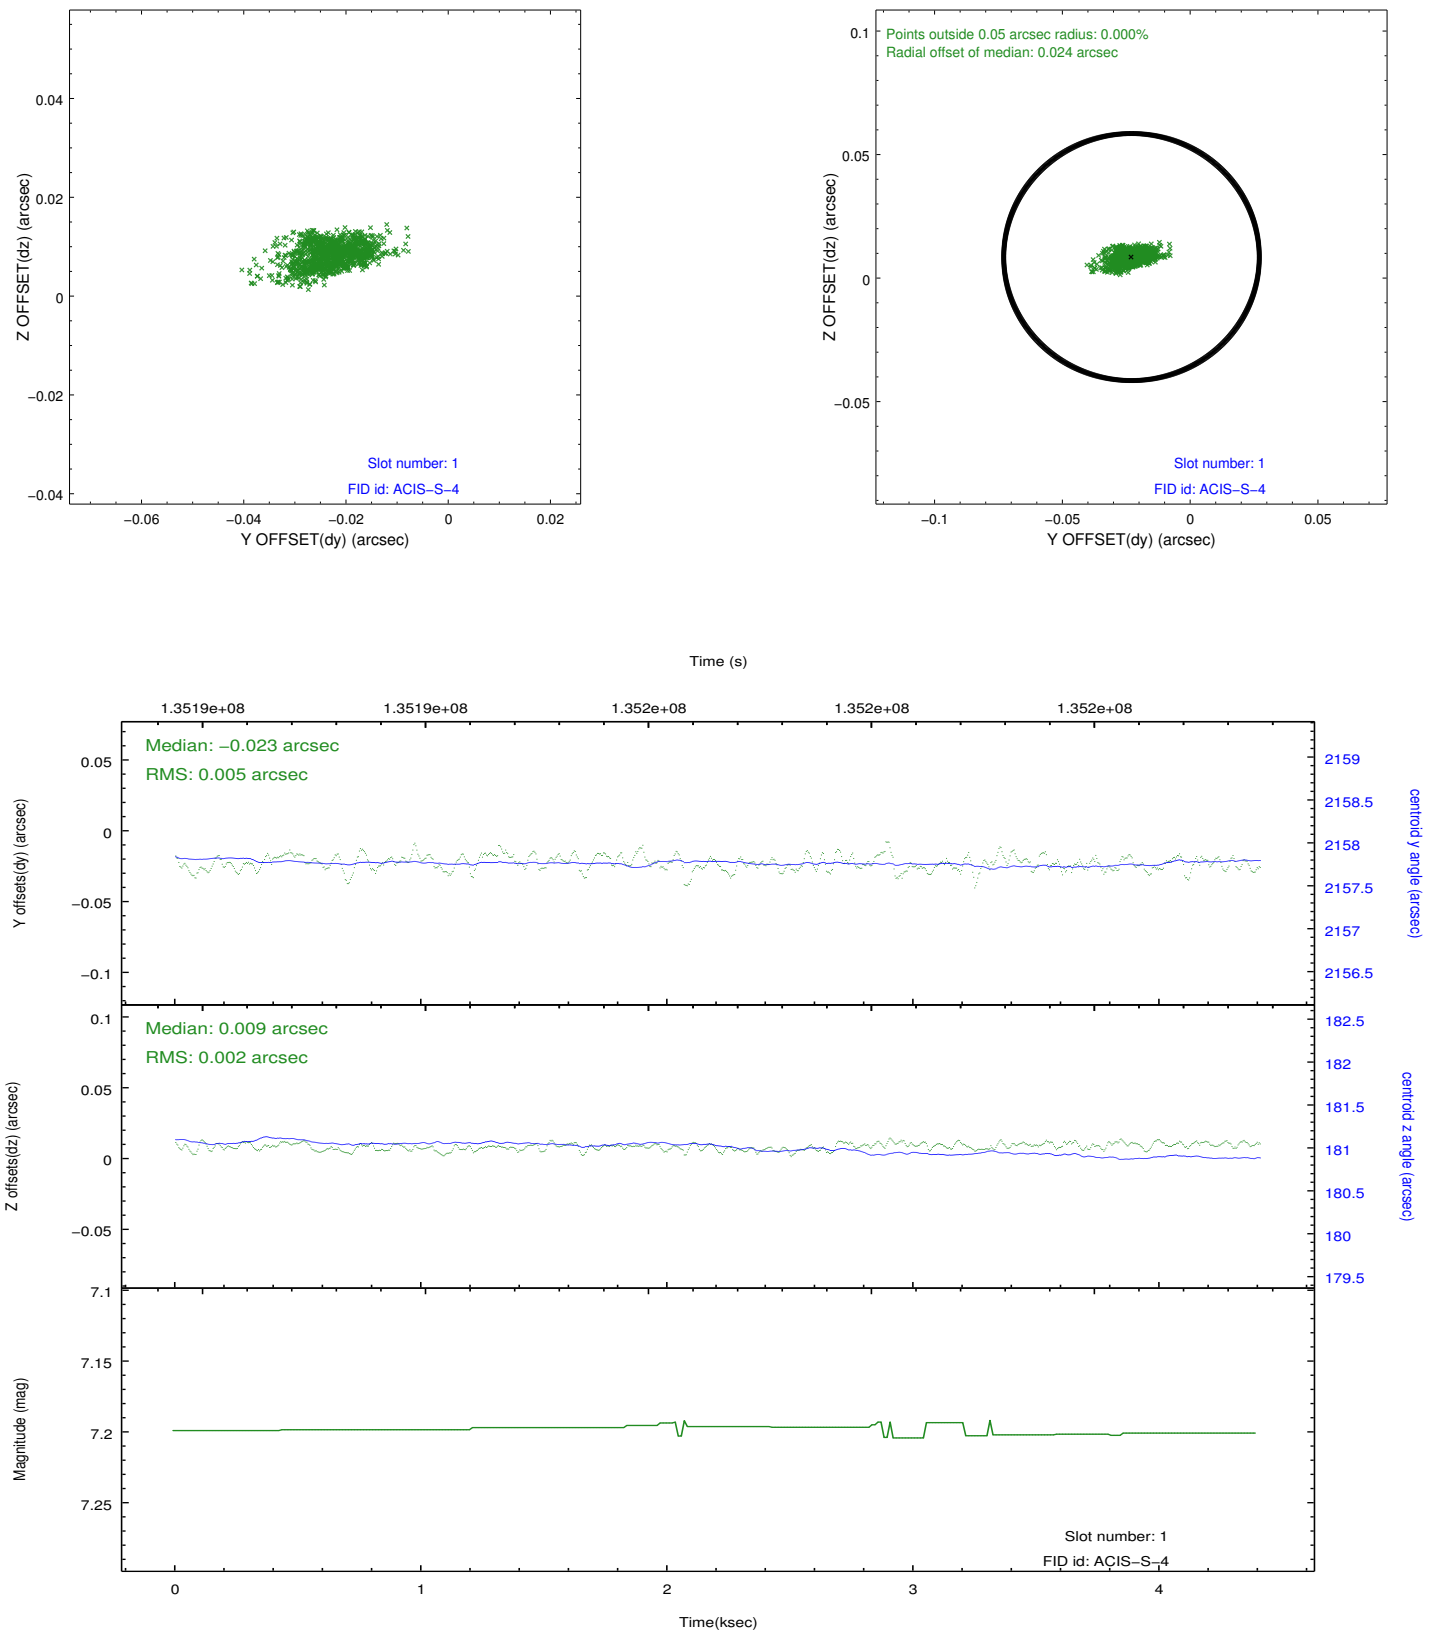 0.04
0.02
0
−0.02
−0.04
Z OFFSET(dz) (arcsec)
Slot number: 1
FID id: ACIS−S−4
−0.06 −0.04 −0.02 0 0.02
Y OFFSET(dy) (arcsec)
Points outside 0.05 arcsec radius: 0.000%
Radial offset of median: 0.024 arcsec
0.1
0.05
0
−0.05
Z OFFSET(dz) (arcsec)
Slot number: 1
FID id: ACIS−S−4
−0.1 −0.05 0 0.05
Y OFFSET(dy) (arcsec)
Time (s)
1.3519e+08 1.3519e+08 1.352e+08 1.352e+08 1.352e+08
Median: −0.023 arcsec
RMS: 0.005 arcsec
0.05
0
−0.05
−0.1
Y offsets(dy) (arcsec)
2159
2158.5
2158
2157.5
2157
2156.5
centroid y angle (arcsec)
Median: 0.009 arcsec
RMS: 0.002 arcsec
0.1
0.05
0
−0.05
Z offsets(dz) (arcsec)
182.5
182
181.5
181
180.5
180
179.5
centroid z angle (arcsec)
7.1
7.15
7.2
7.25
Magnitude (mag)
Slot number: 1
FID id: ACIS−S−4
0 1 2 3 4
Time(ksec)